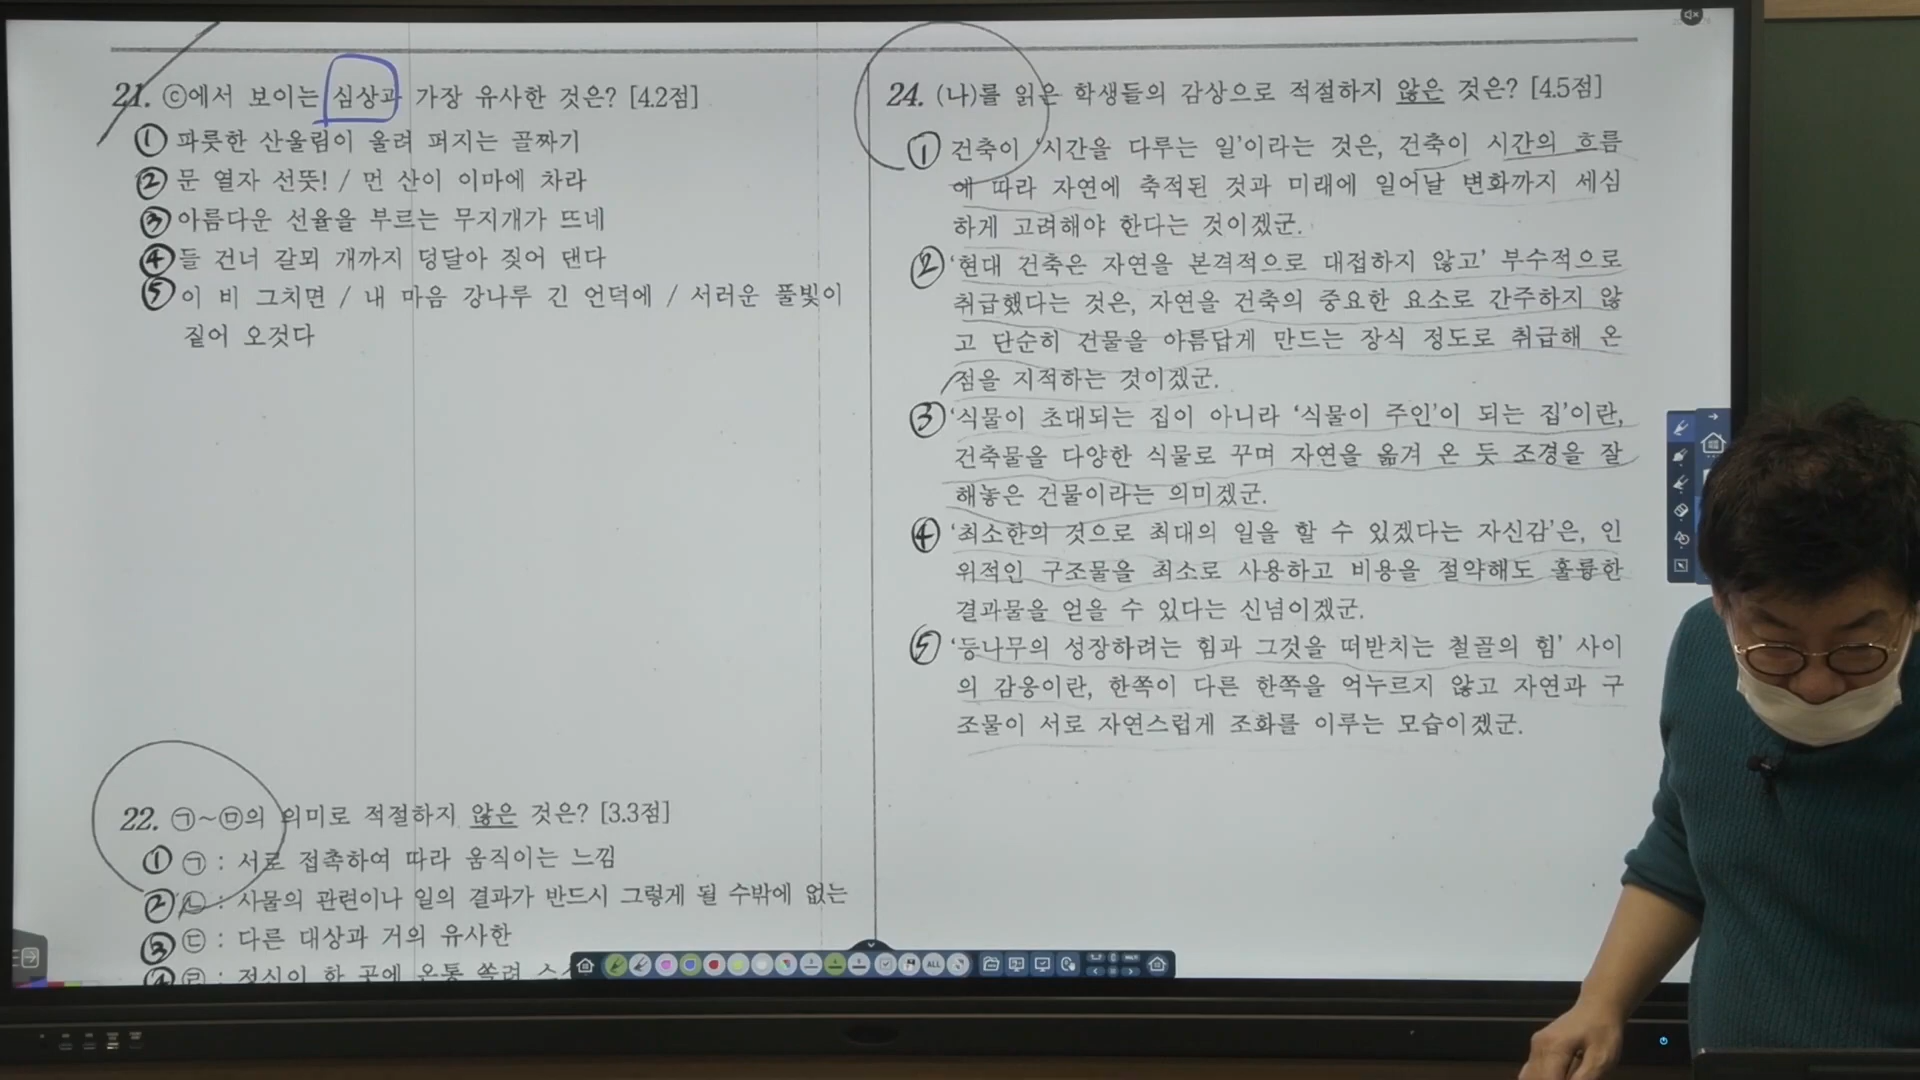 21. ⓒ에서 보이는 심상과 가장 유사한 것은? [4.2점]
① 파릇한 산울림이 울려 퍼지는 골짜기
② 문 열자 선뜻! / 먼 산이 이마에 차라
③ 아름다운 선율을 부르는 무지개가 뜨네
④ 들 건너 갈뫼 개까지 덩달아 짖어 댄다
⑤ 이 비 그치면 / 내 마음 강나루 긴 언덕에 / 서러운 풀빛이
짙어 오것다
22. ㉠~㉤의 의미로 적절하지 않은 것은? [3.3점]
① ㉠ : 서로 접촉하여 따라 움직이는 느낌
② ㉡ : 사물의 관련이나 일의 결과가 반드시 그렇게 될 수밖에 없는
③ ㉢ : 다른 대상과 거의 유사한
④ ㉣ : 정신이 한 곳에 온통 쏠려
24. (나)를 읽은 학생들의 감상으로 적절하지 않은 것은? [4.5점]
① 건축이 '시간을 다루는 일'이라는 것은, 건축이 시간의 흐름
에 따라 자연에 축적된 것과 미래에 일어날 변화까지 세심
하게 고려해야 한다는 것이겠군.
② '현대 건축은 자연을 본격적으로 대접하지 않고' 부수적으로
취급했다는 것은, 자연을 건축의 중요한 요소로 간주하지 않
고 단순히 건물을 아름답게 만드는 장식 정도로 취급해 온
점을 지적하는 것이겠군.
③ '식물이 초대되는 집이 아니라 '식물이 주인'이 되는 집'이란,
건축물을 다양한 식물로 꾸며 자연을 옮겨 온 듯 조경을 잘
해놓은 건물이라는 의미겠군.
④ '최소한의 것으로 최대의 일을 할 수 있겠다는 자신감'은, 인
위적인 구조물을 최소로 사용하고 비용을 절약해도 훌륭한
결과물을 얻을 수 있다는 신념이겠군.
⑤ '등나무의 성장하려는 힘과 그것을 떠받치는 철골의 힘' 사이
의 감응이란, 한쪽이 다른 한쪽을 억누르지 않고 자연과 구
조물이 서로 자연스럽게 조화를 이루는 모습이겠군.
ALL